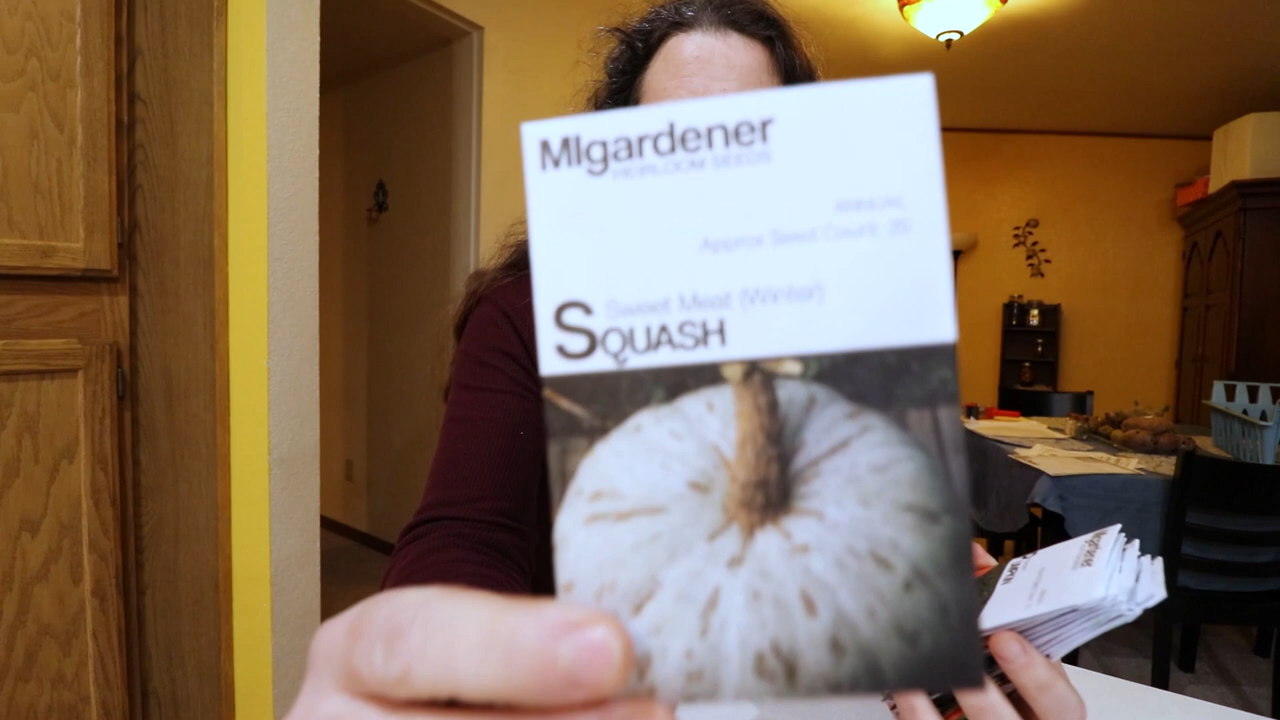 MIgardener
HEIRLOOM SEEDS
ANNUAL
Approx Seed Count: 25
Sweet Meat (Winter)
SQUASH